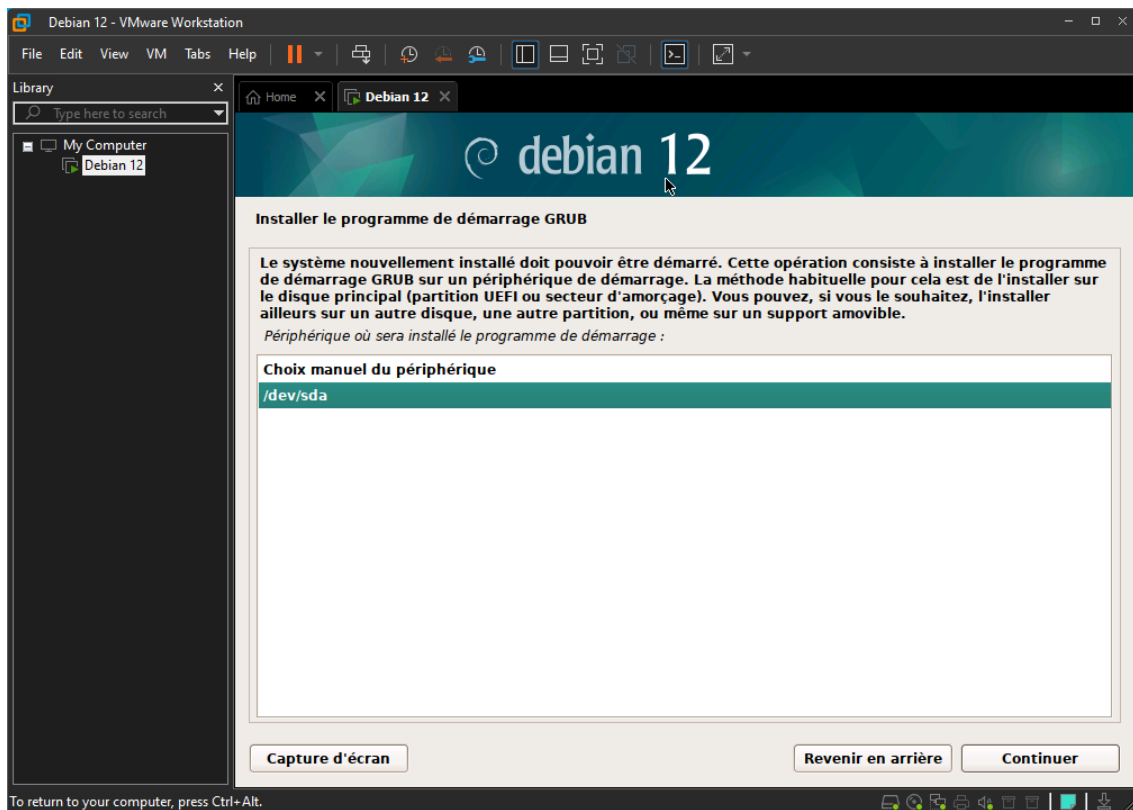 Debian 12 - VMware Workstation
File Edit View VM Tabs Help
Library
Type here to search
My Computer
Debian 12
Home
Debian 12
debian 12
Installer le programme de démarrage GRUB
Le système nouvellement installé doit pouvoir être démarré. Cette opération consiste à installer le programme
de démarrage GRUB sur un périphérique de démarrage. La méthode habituelle pour cela est de l'installer sur
le disque principal (partition UEFI ou secteur d'amorçage). Vous pouvez, si vous le souhaitez, l'installer
ailleurs sur un autre disque, une autre partition, ou même sur un support amovible.
Périphérique où sera installé le programme de démarrage :
Choix manuel du périphérique
/dev/sda
Capture d'écran
Revenir en arrière
Continuer
To return to your computer, press Ctrl+Alt.